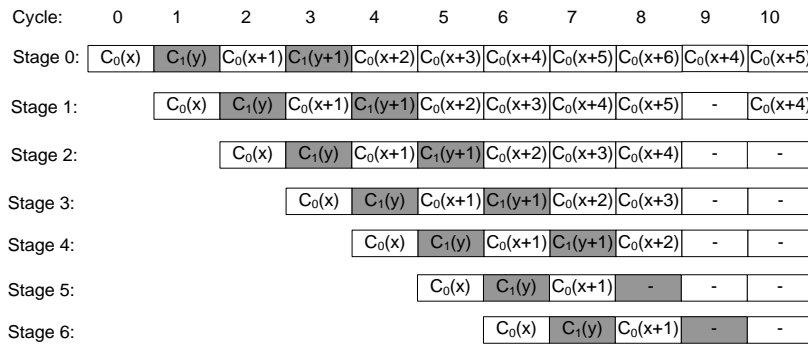 Cycle: 0 1 2 3 4 5 6 7 8 9 10
Stage 0: C₀(x) C₁(y) C₀(x+1) C₁(y+1) C₀(x+2) C₀(x+3) C₀(x+4) C₀(x+5) C₀(x+6) C₀(x+4) C₀(x+5)
Stage 1: C₀(x) C₁(y) C₀(x+1) C₁(y+1) C₀(x+2) C₀(x+3) C₀(x+4) C₀(x+5) - C₀(x+4)
Stage 2: C₀(x) C₁(y) C₀(x+1) C₁(y+1) C₀(x+2) C₀(x+3) C₀(x+4) - -
Stage 3: C₀(x) C₁(y) C₀(x+1) C₁(y+1) C₀(x+2) C₀(x+3) - -
Stage 4: C₀(x) C₁(y) C₀(x+1) C₁(y+1) C₀(x+2) - -
Stage 5: C₀(x) C₁(y) C₀(x+1) - - -
Stage 6: C₀(x) C₁(y) C₀(x+1) - -